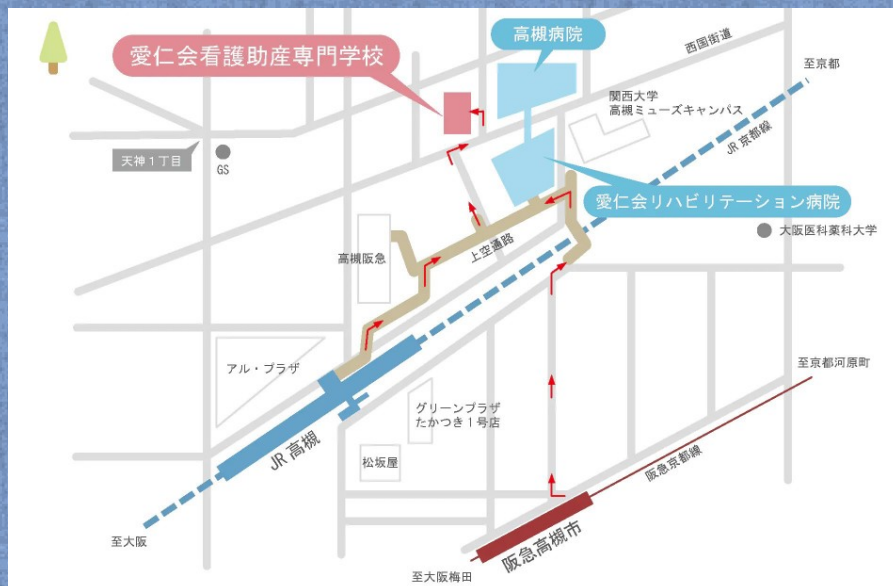 高槻病院
愛仁会看護助産専門学校
西国街道
至京都
関西大学
高槻ミューズキャンパス
JR京都線
天神1丁目
GS
愛仁会リハビリテーション病院
大阪医科薬科大学
高槻阪急
上空通路
アル・プラザ
至京都河原町
グリーンプラザ
たかつき1号店
JR高槻
松坂屋
阪急京都線
至大阪
阪急高槻市
至大阪梅田